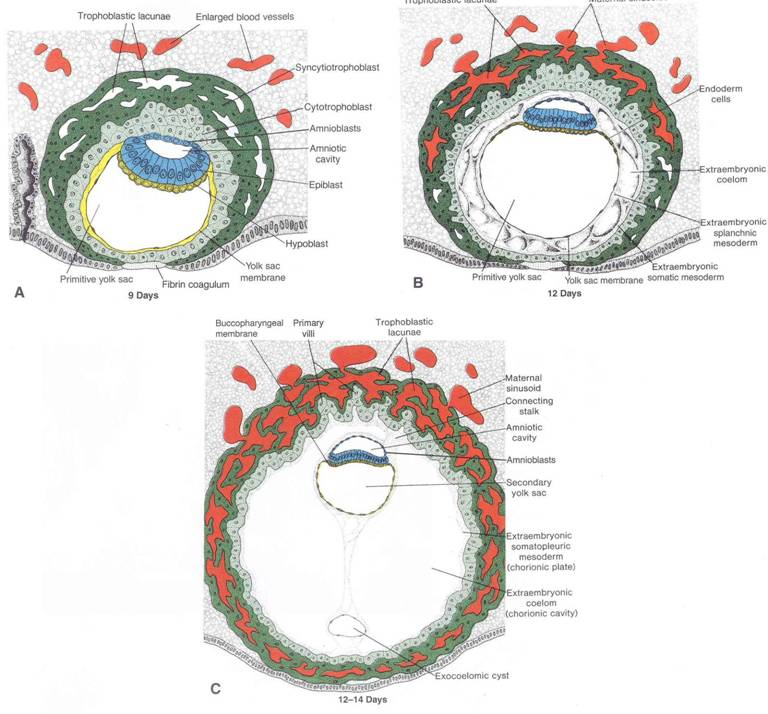 Trophoblastic lacunae
Enlarged blood vessels
Syncytiotrophoblast
Cytotrophoblast
Amnioblasts
Amniotic
cavity
Epiblast
Hypoblast
Yolk sac
membrane
Fibrin coagulum
Primitive yolk sac
A
9 Days
Trophoblastic lacunae
Endoderm
cells
Extraembryonic
coelom
Extraembryonic
splanchnic
mesoderm
Extraembryonic
somatic mesoderm
Yolk sac membrane
Primitive yolk sac
B
12 Days
Buccopharyngeal
membrane
Primary
villi
Trophoblastic
lacunae
Maternal
sinusoid
Connecting
stalk
Amniotic
cavity
Amnioblasts
Secondary
yolk sac
Extraembryonic
somatopleuric
mesoderm
(chorionic plate)
Extraembryonic
coelom
(chorionic cavity)
Exocoelomic cyst
C
12–14 Days